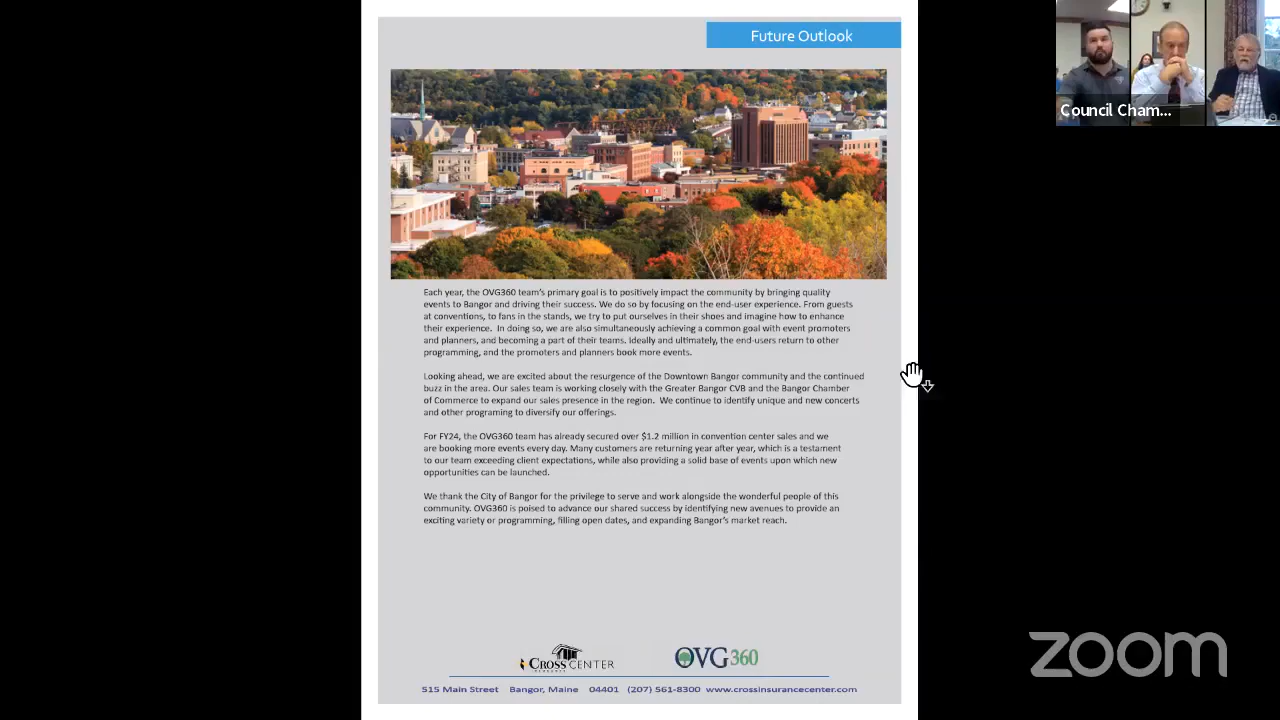 Future Outlook
Council Cham...
Each year, the OVG360 team's primary goal is to positively impact the community by bringing quality
events to Bangor and driving their success. We do so by focusing on the end-user experience. From guests
at conventions, to fans in the stands, we try to put ourselves in their shoes and imagine how to enhance
their experience. In doing so, we are also simultaneously achieving a common goal with event promoters
and planners, and becoming a part of their teams. Ideally and ultimately, the end-users return to other
programming, and the promoters and planners book more events.
Looking ahead, we are excited about the resurgence of the Downtown Bangor community and the continued
buzz in the area. Our sales team is working closely with the Greater Bangor CVB and the Bangor Chamber
of Commerce to expand our sales presence in the region. We continue to identify unique and new concerts
and other programing to diversify our offerings.
For FY24, the OVG360 team has already secured over $1.2 million in convention center sales and we
are booking more events every day. Many customers are returning year after year, which is a testament
to our team exceeding client expectations, while also providing a solid base of events upon which new
opportunities can be launched.
We thank the City of Bangor for the privilege to serve and work alongside the wonderful people of this
community. OVG360 is poised to advance our shared success by identifying new avenues to provide an
exciting variety or programming, filling open dates, and expanding Bangor's market reach.
CROSS CENTER
OVG360
515 Main Street Bangor, Maine 04401 (207) 561-8300 www.crossinsurancecenter.com
zoom